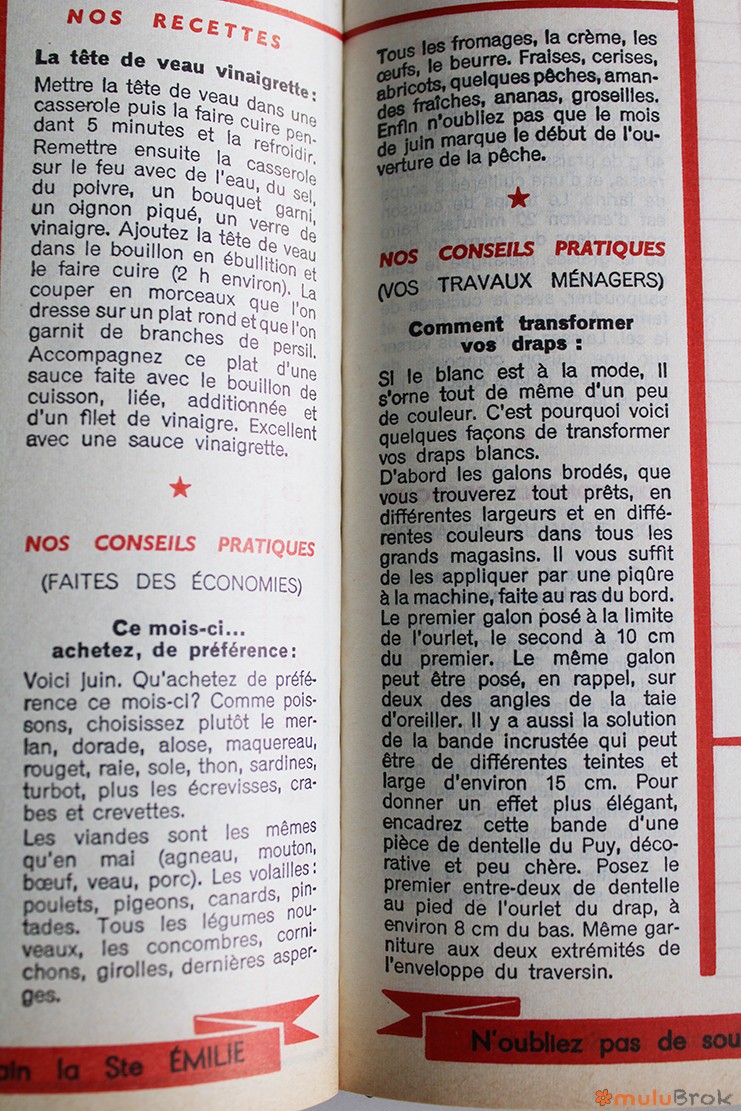 NOS RECETTES
La tête de veau vinaigrette :
Mettre la tête de veau dans une
casserole puis la faire cuire pen-
dant 5 minutes et la refroidir.
Remettre ensuite la casserole
sur le feu avec de l'eau, du sel,
du poivre, un bouquet garni,
un oignon piqué, un verre de
vinaigre. Ajoutez la tête de veau
dans le bouillon en ébullition et
le faire cuire (2 h environ). La
couper en morceaux que l'on
dresse sur un plat rond et que l'on
garnit de branches de persil.
Accompagnez ce plat d'une
sauce faite avec le bouillon de
cuisson, liée, additionnée et
d'un filet de vinaigre. Excellent
avec une sauce vinaigrette.
NOS CONSEILS PRATIQUES
(FAITES DES ÉCONOMIES)
Ce mois-ci...
achetez, de préférence :
Voici Juin. Qu'achetez de préfé-
rence ce mois-ci? Comme pois-
sons, choisissez plutôt le mer-
lan, dorade, alose, maquereau,
rouget, raie, sole, thon, sardines,
turbot, plus les écrevisses, cra-
bes et crevettes.
Les viandes sont les mêmes
qu'en mai (agneau, mouton,
bœuf, veau, porc). Les volailles :
poulets, pigeons, canards, pin-
tades. Tous les légumes nou-
veaux, les concombres, corni-
chons, girolles, dernières asper-
ges.
la Ste ÉMILIE
Tous les fromages, la crème, les
œufs, le beurre. Fraises, cerises,
abricots, quelques pêches, aman-
des fraîches, ananas, groseilles.
Enfin n'oubliez pas que le mois
de juin marque le début de l'ou-
verture de la pêche.
NOS CONSEILS PRATIQUES
(VOS TRAVAUX MÉNAGERS)
Comment transformer
vos draps :
Si le blanc est à la mode, il
s'orne tout de même d'un peu
de couleur. C'est pourquoi voici
quelques façons de transformer
vos draps blancs.
D'abord les galons brodés, que
vous trouverez tout prêts, en
différentes largeurs et en diffé-
rentes couleurs dans tous les
grands magasins. Il vous suffit
de les appliquer par une piqûre
à la machine, faite au ras du bord.
Le premier galon posé à la limite
de l'ourlet, le second à 10 cm
du premier. Le même galon
peut être posé, en rappel, sur
deux des angles de la taie
d'oreiller. Il y a aussi la solution
de la bande incrustée qui peut
être de différentes teintes et
large d'environ 15 cm. Pour
donner un effet plus élégant,
encadrez cette bande d'une
pièce de dentelle du Puy, déco-
rative et peu chère. Posez le
premier entre-deux de dentelle
au pied de l'ourlet du drap, à
environ 8 cm du bas. Même gar-
niture aux deux extrémités de
l'enveloppe du traversin.
N'oubliez pas de sou
muluBrok